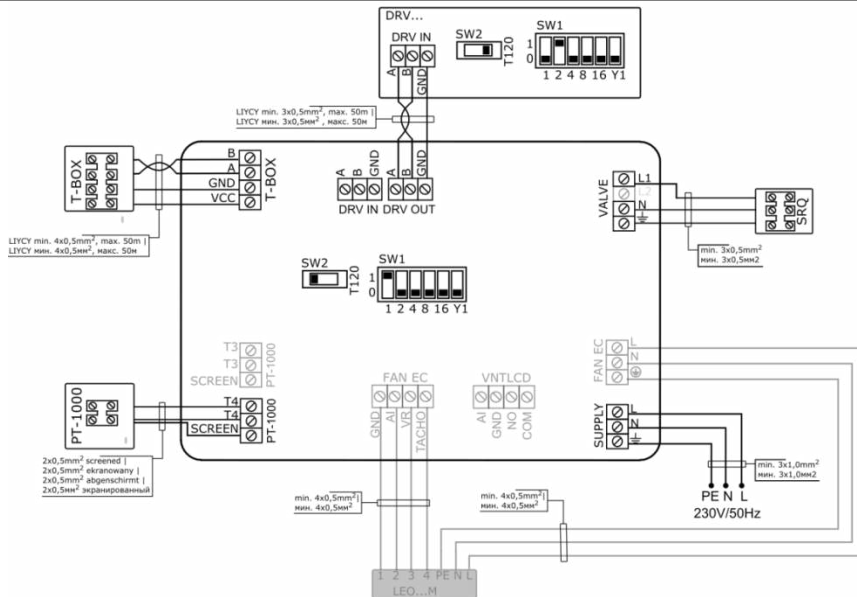 DRV...
DRV IN
A
B
GND
SW2
T120
SW1
1
0
1 2 4 8 16 Y1
LIYCY min. 3x0,5mm², max. 50m |
LIYCY мин. 3x0,5мм² , макс. 50м
T-BOX
B
A
GND
VCC
T-BOX
LIYCY min. 4x0,5mm², max. 50m |
LIYCY мин. 4x0,5мм², макс. 50м
A
B
GND
DRV IN
A
B
GND
DRV OUT
VALVE
L1
L2
N
SRQ
min. 3x0,5mm²
мин. 3x0,5мм2
SW2
T120
SW1
1
0
1 2 4 8 16 Y1
T3
T3
SCREEN
PT-1000
PT-1000
T4
T4
SCREEN
PT-1000
2x0,5mm² screened |
2x0,5mm² ekranowany |
2x0,5mm² abgenschirmt |
2x0,5мм² экранированный
FAN EC
GND
AI
VR
TACHO
VNTLCD
AI
GND
NO
COM
FAN EC
L
N
SUPPLY
L
N
min. 3x1,0mm²
мин. 3x1,0мм2
PE N L
230V/50Hz
min. 4x0,5mm²|
мин. 4x0,5мм²
min. 4x0,5mm²|
мин. 4x0,5мм²
1 2 3 4 PE N L
LEO...M